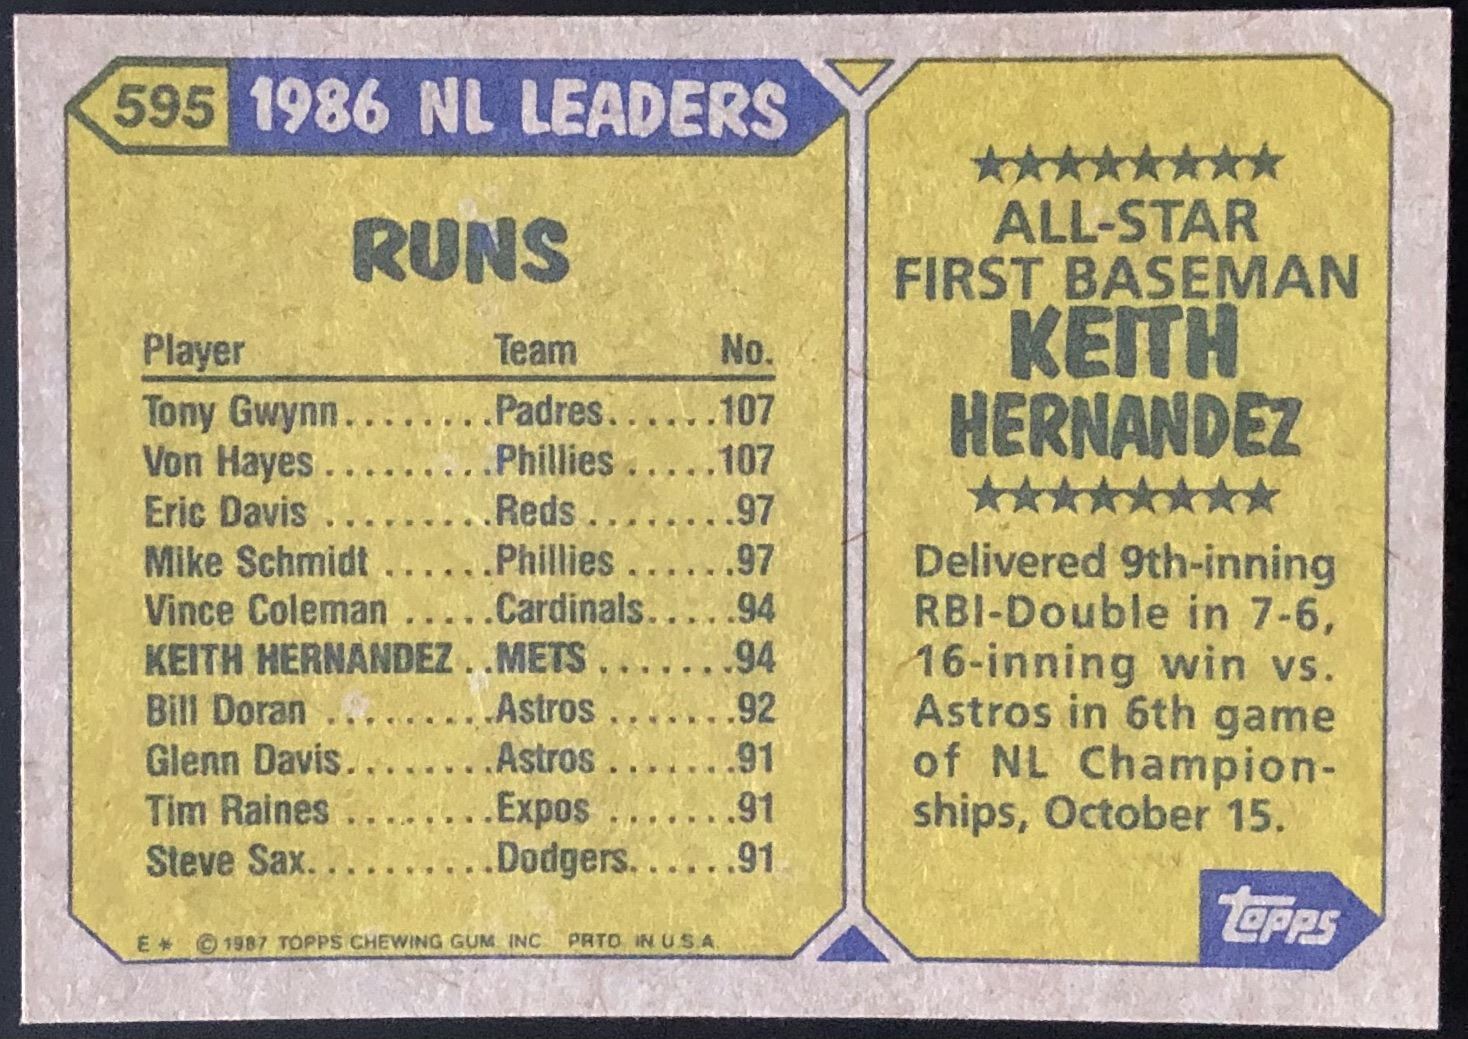 595 1986 NL LEADERS
RUNS
Player Team No.
Tony Gwynn........Padres......107
Von Hayes.........Phillies.....107
Eric Davis.........Reds........97
Mike Schmidt......Phillies......97
Vince Coleman.....Cardinals.....94
KEITH HERNANDEZ..METS.......94
Bill Doran.........Astros.......92
Glenn Davis........Astros.......91
Tim Raines........Expos.......91
Steve Sax..........Dodgers......91
E* © 1987 TOPPS CHEWING GUM, INC. PRTD. IN U.S.A.
ALL-STAR
FIRST BASEMAN
KEITH
HERNANDEZ
Delivered 9th-inning
RBI-Double in 7-6,
16-inning win vs.
Astros in 6th game
of NL Champion-
ships, October 15.
topps